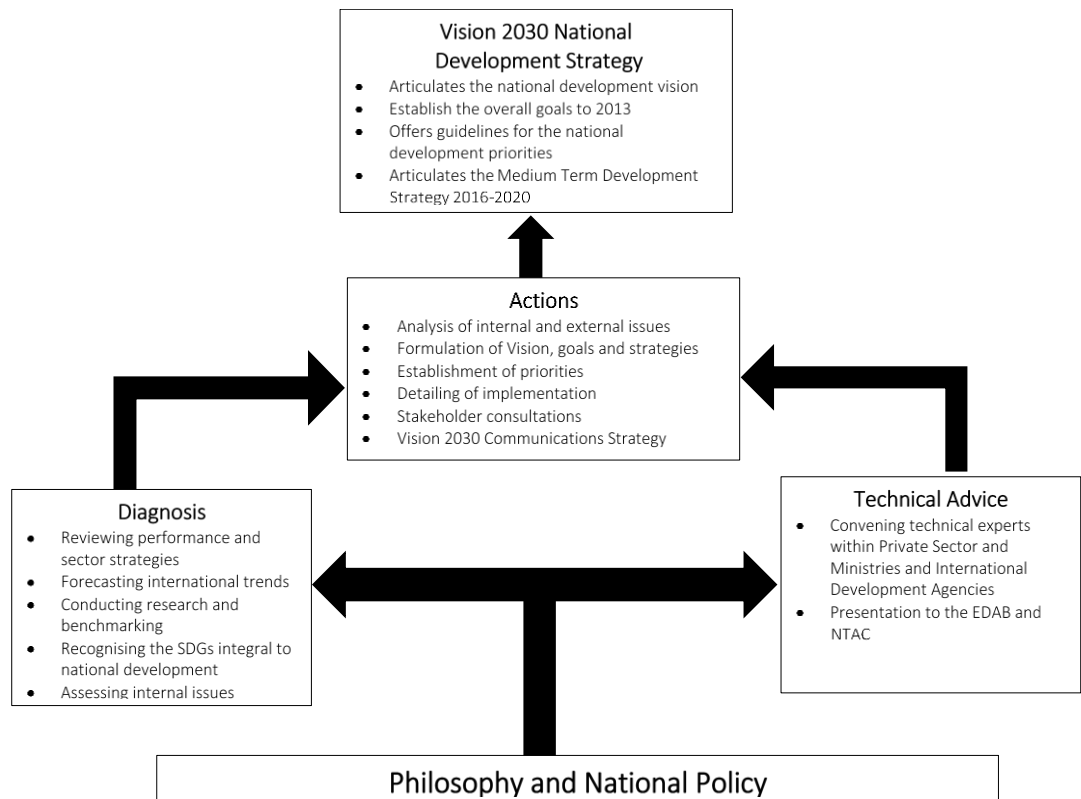 Vision 2030 National
Development Strategy
• Articulates the national development vision
• Establish the overall goals to 2013
• Offers guidelines for the national
development priorities
• Articulates the Medium Term Development
Strategy 2016-2020
Actions
• Analysis of internal and external issues
• Formulation of Vision, goals and strategies
• Establishment of priorities
• Detailing of implementation
• Stakeholder consultations
• Vision 2030 Communications Strategy
Diagnosis
• Reviewing performance and
sector strategies
• Forecasting international trends
• Conducting research and
benchmarking
• Recognising the SDGs integral to
national development
• Assessing internal issues
Technical Advice
• Convening technical experts
within Private Sector and
Ministries and International
Development Agencies
• Presentation to the EDAB and
NTAC
Philosophy and National Policy